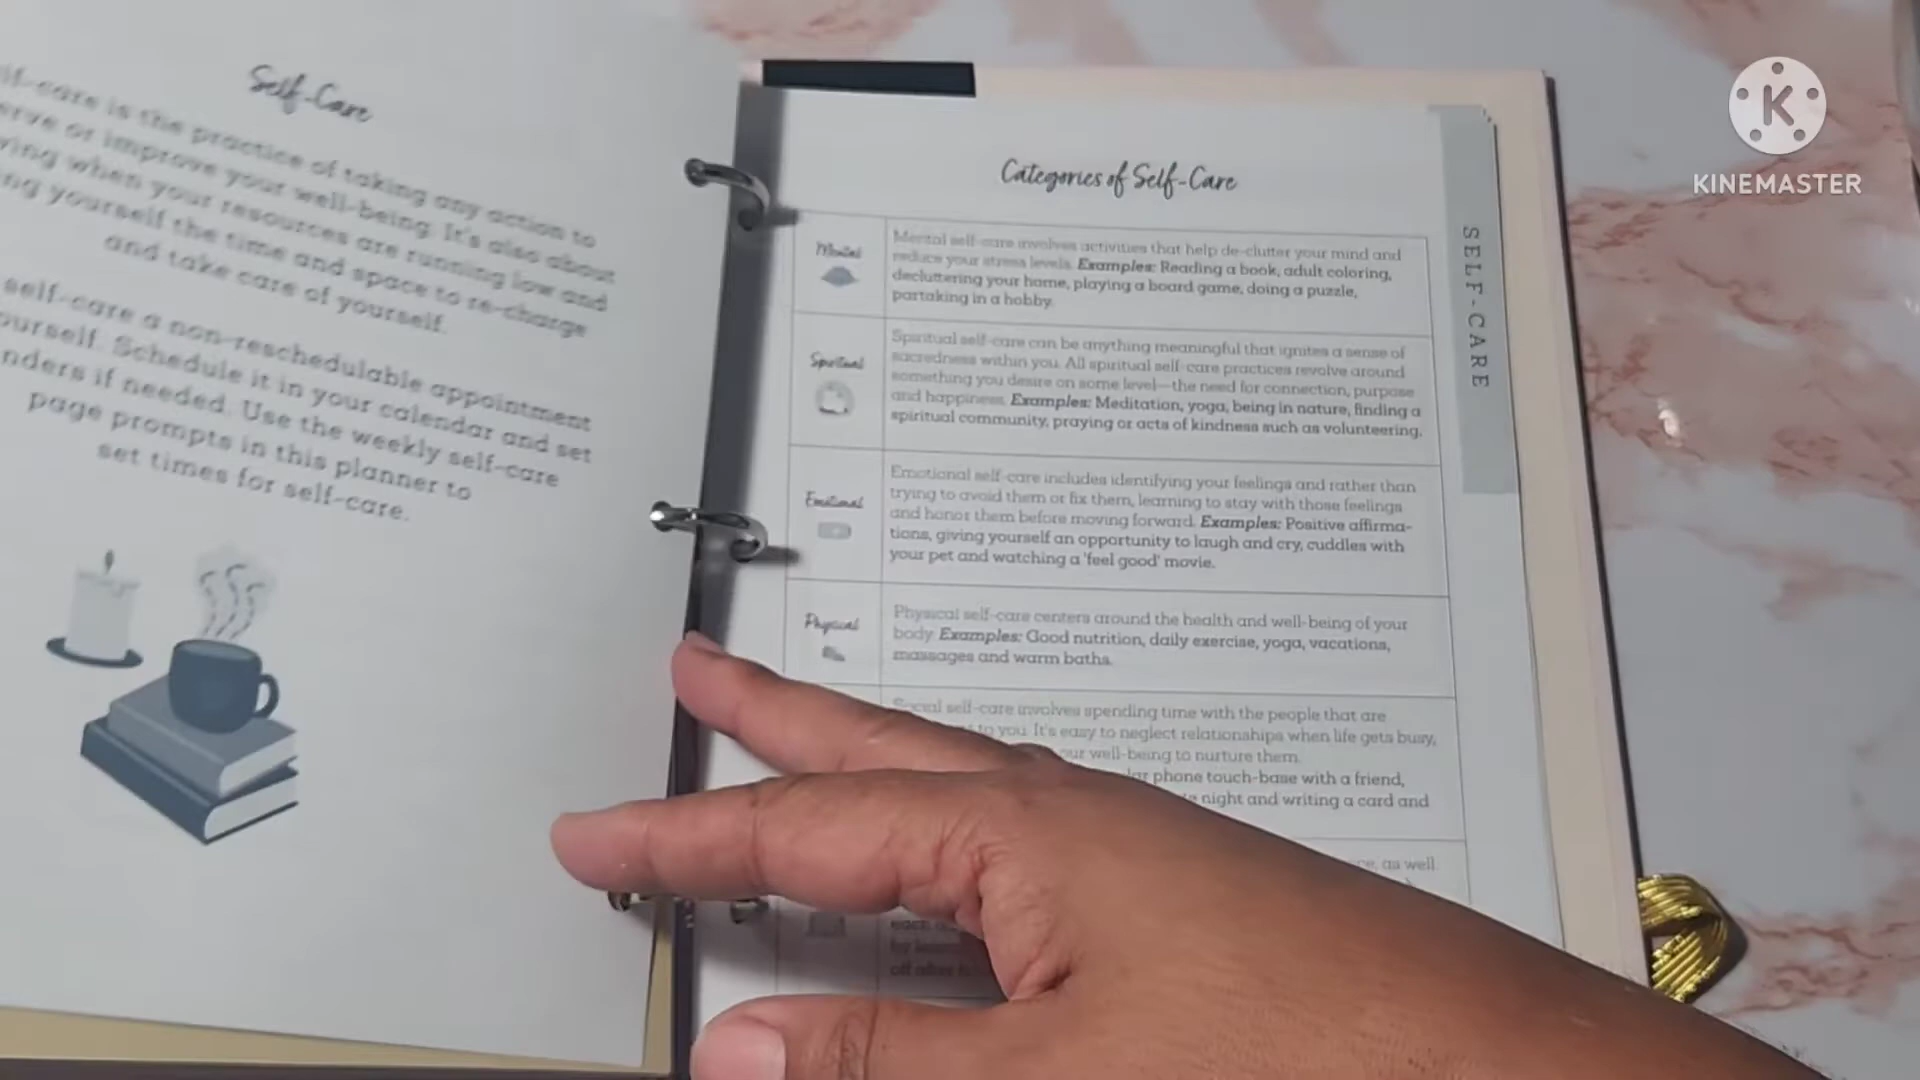 Self-Care
self-care is the practice of taking any action to
or improve your well-being. It's also about
when your resources are running low and
yourself the time and space to re-charge
and take care of yourself.
self-care a non-reschedulable appointment
yourself. Schedule it in your calendar and set
if needed. Use the weekly self-care
page prompts in this planner to
set times for self-care.
Categories of Self-Care
Mental
Mental self-care involves activities that help de-clutter your mind and
reduce your stress levels. Examples: Reading a book, adult coloring,
decluttering your home, playing a board game, doing a puzzle,
partaking in a hobby.
Spiritual
Spiritual self-care can be anything meaningful that ignites a sense of
sacredness within you. All spiritual self-care practices revolve around
something you desire on some level—the need for connection, purpose
and happiness. Examples: Meditation, yoga, being in nature, finding a
spiritual community, praying or acts of kindness such as volunteering.
Emotional
Emotional self-care includes identifying your feelings and rather than
trying to avoid them or fix them, learning to stay with those feelings
and honor them before moving forward. Examples: Positive affirma-
tions, giving yourself an opportunity to laugh and cry, cuddles with
your pet and watching a 'feel good' movie.
Physical
Physical self-care centers around the health and well-being of your
body. Examples: Good nutrition, daily exercise, yoga, vacations,
massages and warm baths.
Social self-care involves spending time with the people that are
to you. It's easy to neglect relationships when life gets busy,
our well-being to nurture them.
phone touch-base with a friend,
night and writing a card and
as well
SELF-CARE
K
KINEMASTER